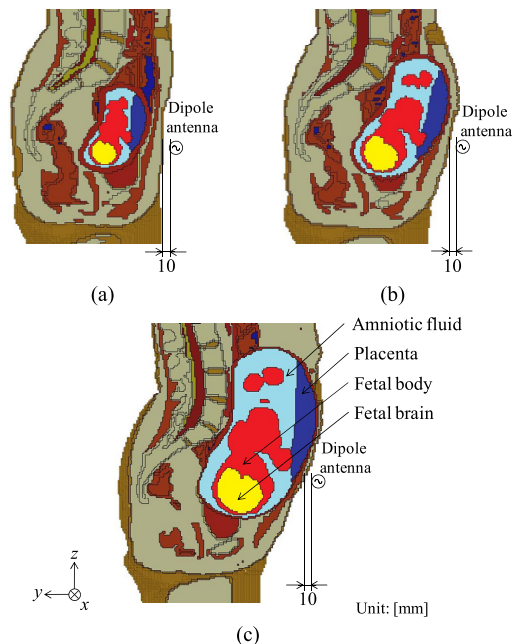 Dipole
antenna
10
(a)
Dipole
antenna
10
(b)
Amniotic fluid
Placenta
Fetal body
Fetal brain
Dipole
antenna
10
z
y
x
Unit: [mm]
(c)